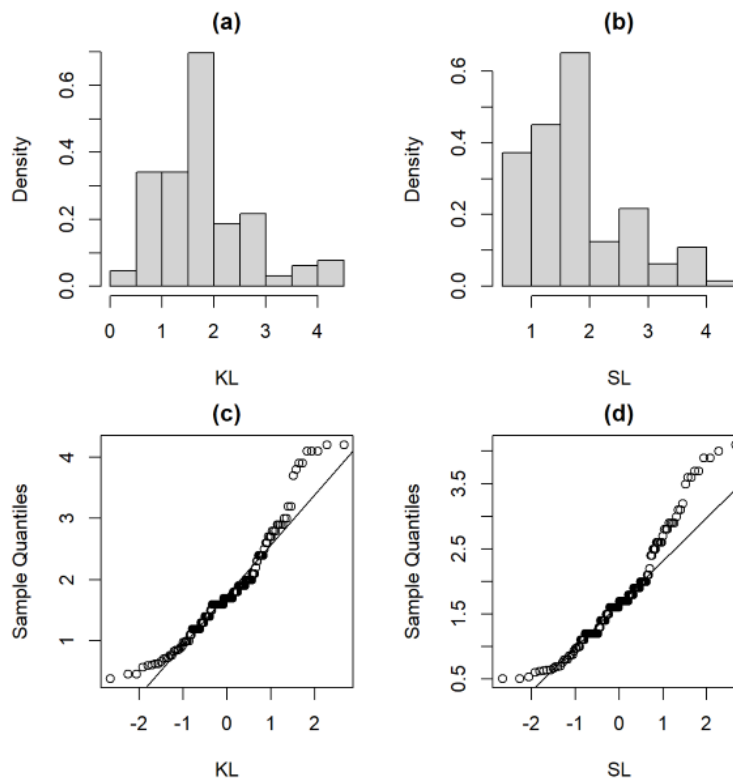 (a)
Density
0.0 0.2 0.4 0.6
0 1 2 3 4
KL
(b)
Density
0.0 0.2 0.4 0.6
1 2 3 4
SL
(c)
Sample Quantiles
1 2 3 4
-2 -1 0 1 2
KL
(d)
Sample Quantiles
0.5 1.5 2.5 3.5
-2 -1 0 1 2
SL